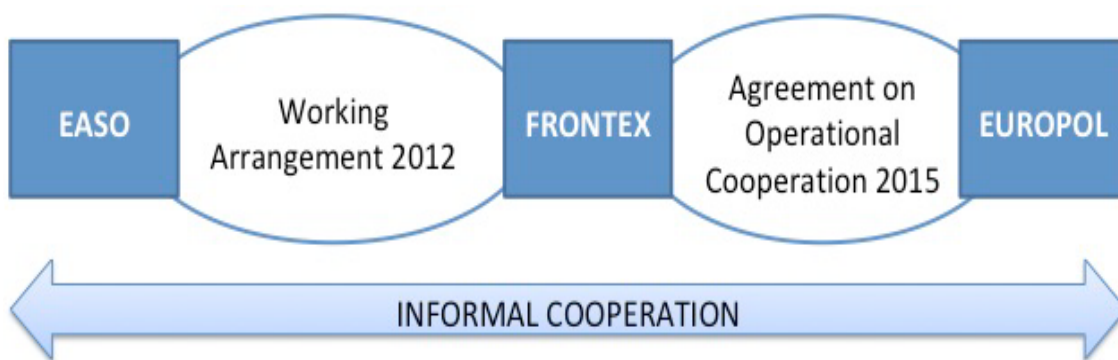 EASO
Working
Arrangement 2012
FRONTEX
Agreement on
Operational
Cooperation 2015
EUROPOL
INFORMAL COOPERATION